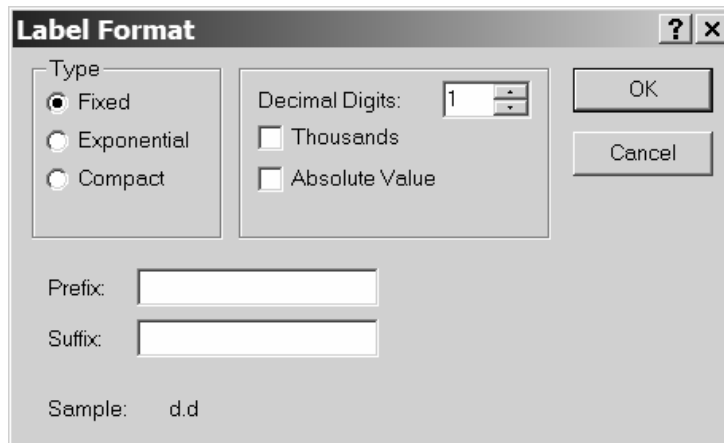 Label Format ? ×
Type
Fixed
Exponential
Compact
Decimal Digits: 1
Thousands
Absolute Value
OK
Cancel
Prefix:
Suffix:
Sample: d.d